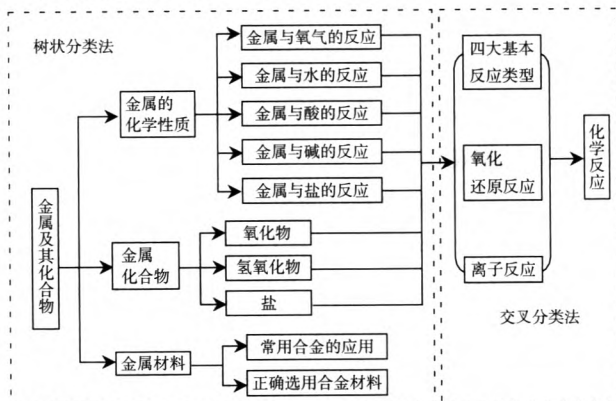 树状分类法
金属及其化合物
金属的
化学性质
金属与氧气的反应
金属与水的反应
金属与酸的反应
金属与碱的反应
金属与盐的反应
金属
化合物
氧化物
氢氧化物
盐
金属材料
常用合金的应用
正确选用合金材料
四大基本
反应类型
氧化
还原反应
离子反应
化学反应
交叉分类法